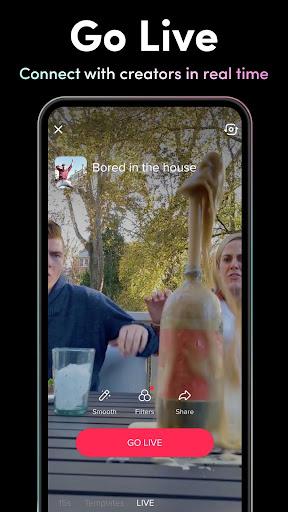 Go Live
Connect with creators in real time
Bored in the house
Smooth
Filters
Share
GO LIVE
15s
Templates
LIVE